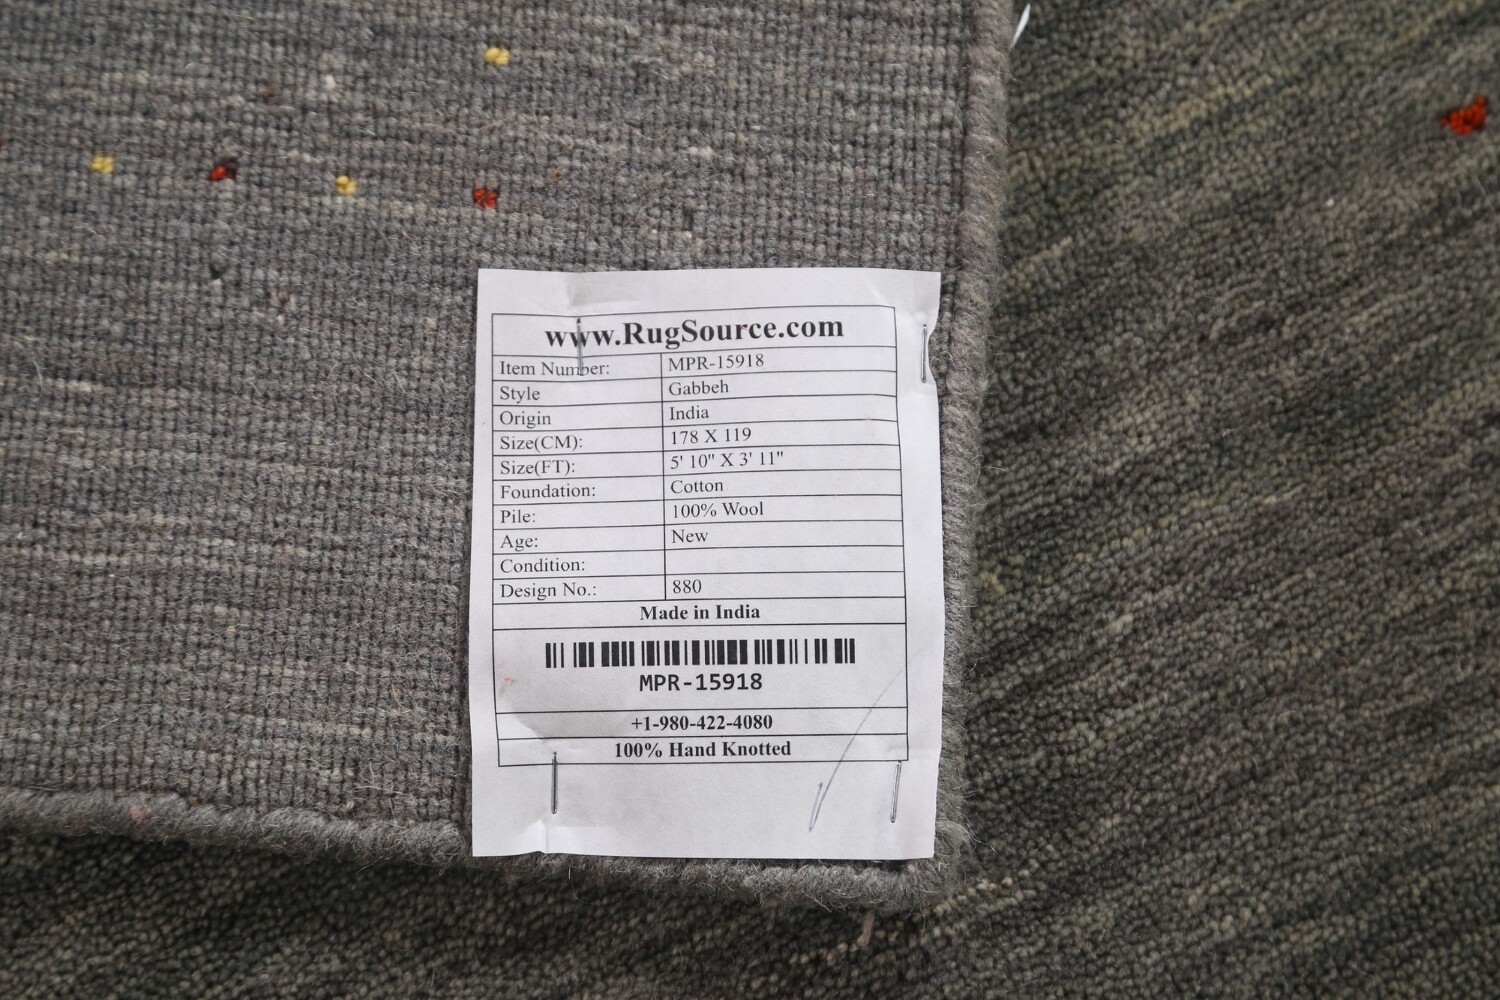 www.RugSource.com
Item Number: MPR-15918
Style Gabbeh
Origin India
Size(CM): 178 X 119
Size(FT): 5' 10" X 3' 11"
Foundation: Cotton
Pile: 100% Wool
Age: New
Condition:
Design No.: 880
Made in India
MPR-15918
+1-980-422-4080
100% Hand Knotted